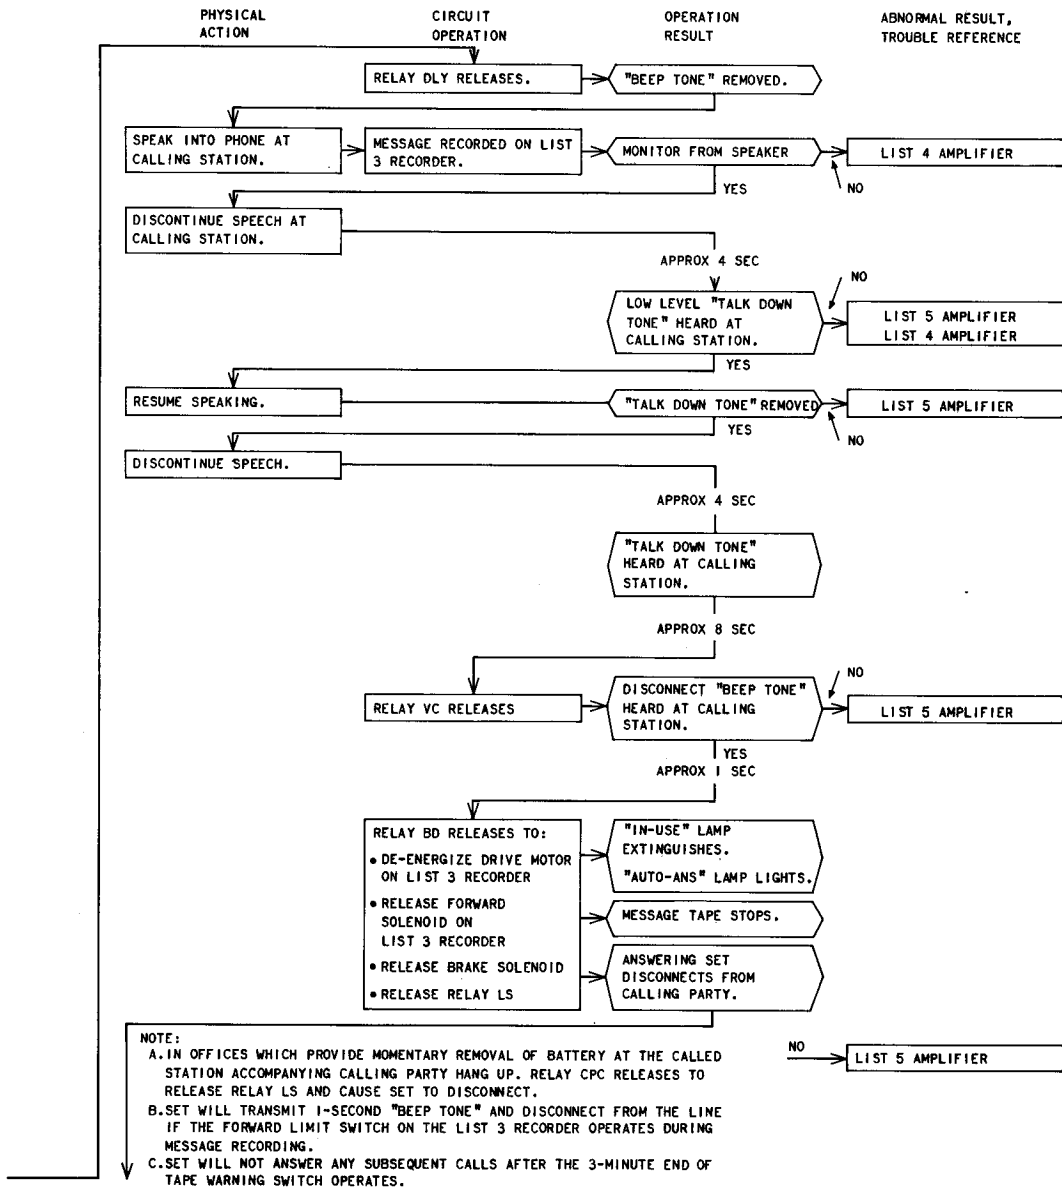 PHYSICAL
ACTION
CIRCUIT
OPERATION
OPERATION
RESULT
ABNORMAL RESULT,
TROUBLE REFERENCE
RELAY DLY RELEASES.
"BEEP TONE" REMOVED.
SPEAK INTO PHONE AT
CALLING STATION.
MESSAGE RECORDED ON LIST
3 RECORDER.
MONITOR FROM SPEAKER
LIST 4 AMPLIFIER
NO
YES
DISCONTINUE SPEECH AT
CALLING STATION.
APPROX 4 SEC
NO
LOW LEVEL "TALK DOWN
TONE" HEARD AT
CALLING STATION.
LIST 5 AMPLIFIER
LIST 4 AMPLIFIER
YES
RESUME SPEAKING.
"TALK DOWN TONE" REMOVED
LIST 5 AMPLIFIER
YES
NO
DISCONTINUE SPEECH.
APPROX 4 SEC
"TALK DOWN TONE"
HEARD AT CALLING
STATION.
APPROX 8 SEC
NO
RELAY VC RELEASES
DISCONNECT "BEEP TONE"
HEARD AT CALLING
STATION.
LIST 5 AMPLIFIER
YES
APPROX 1 SEC
RELAY BD RELEASES TO:
• DE-ENERGIZE DRIVE MOTOR
ON LIST 3 RECORDER
• RELEASE FORWARD
SOLENOID ON
LIST 3 RECORDER
• RELEASE BRAKE SOLENOID
• RELEASE RELAY LS
"IN-USE" LAMP
EXTINGUISHES.
"AUTO-ANS" LAMP LIGHTS.
MESSAGE TAPE STOPS.
ANSWERING SET
DISCONNECTS FROM
CALLING PARTY.
NO
LIST 5 AMPLIFIER
NOTE:
A. IN OFFICES WHICH PROVIDE MOMENTARY REMOVAL OF BATTERY AT THE CALLED
STATION ACCOMPANYING CALLING PARTY HANG UP. RELAY CPC RELEASES TO
RELEASE RELAY LS AND CAUSE SET TO DISCONNECT.
B. SET WILL TRANSMIT 1-SECOND "BEEP TONE" AND DISCONNECT FROM THE LINE
IF THE FORWARD LIMIT SWITCH ON THE LIST 3 RECORDER OPERATES DURING
MESSAGE RECORDING.
C. SET WILL NOT ANSWER ANY SUBSEQUENT CALLS AFTER THE 3-MINUTE END OF
TAPE WARNING SWITCH OPERATES.